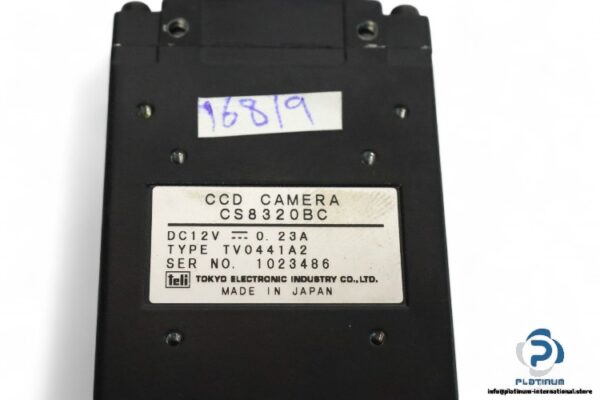 16819
CCD CAMERA
CS8320BC
DC12V ⎓ 0.23A
TYPE TV0441A2
SER NO. 1023486
teli TOKYO ELECTRONIC INDUSTRY CO.,LTD.
MADE IN JAPAN
PLATINUM
info@platinum-international.store